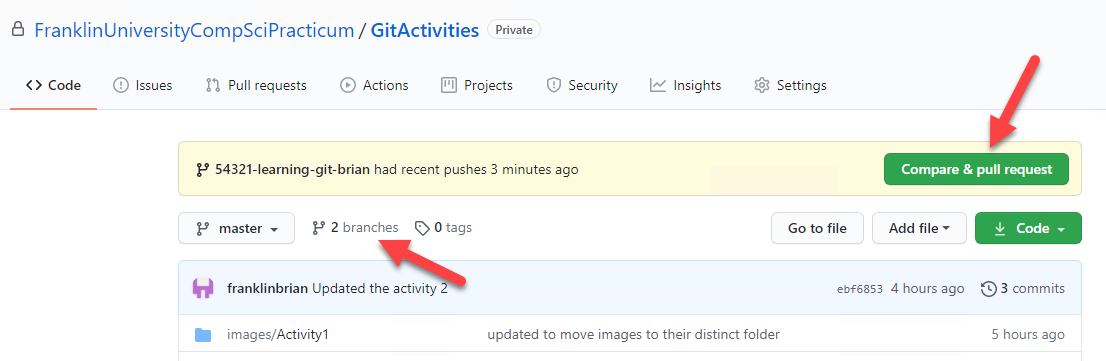 FranklinUniversityCompSciPracticum / GitActivities Private
Code Issues Pull requests Actions Projects Security Insights Settings
54321-learning-git-brian had recent pushes 3 minutes ago Compare & pull request
master 2 branches 0 tags Go to file Add file Code
franklinbrian Updated the activity 2 ebf6853 4 hours ago 3 commits
images/Activity1 updated to move images to their distinct folder 5 hours ago